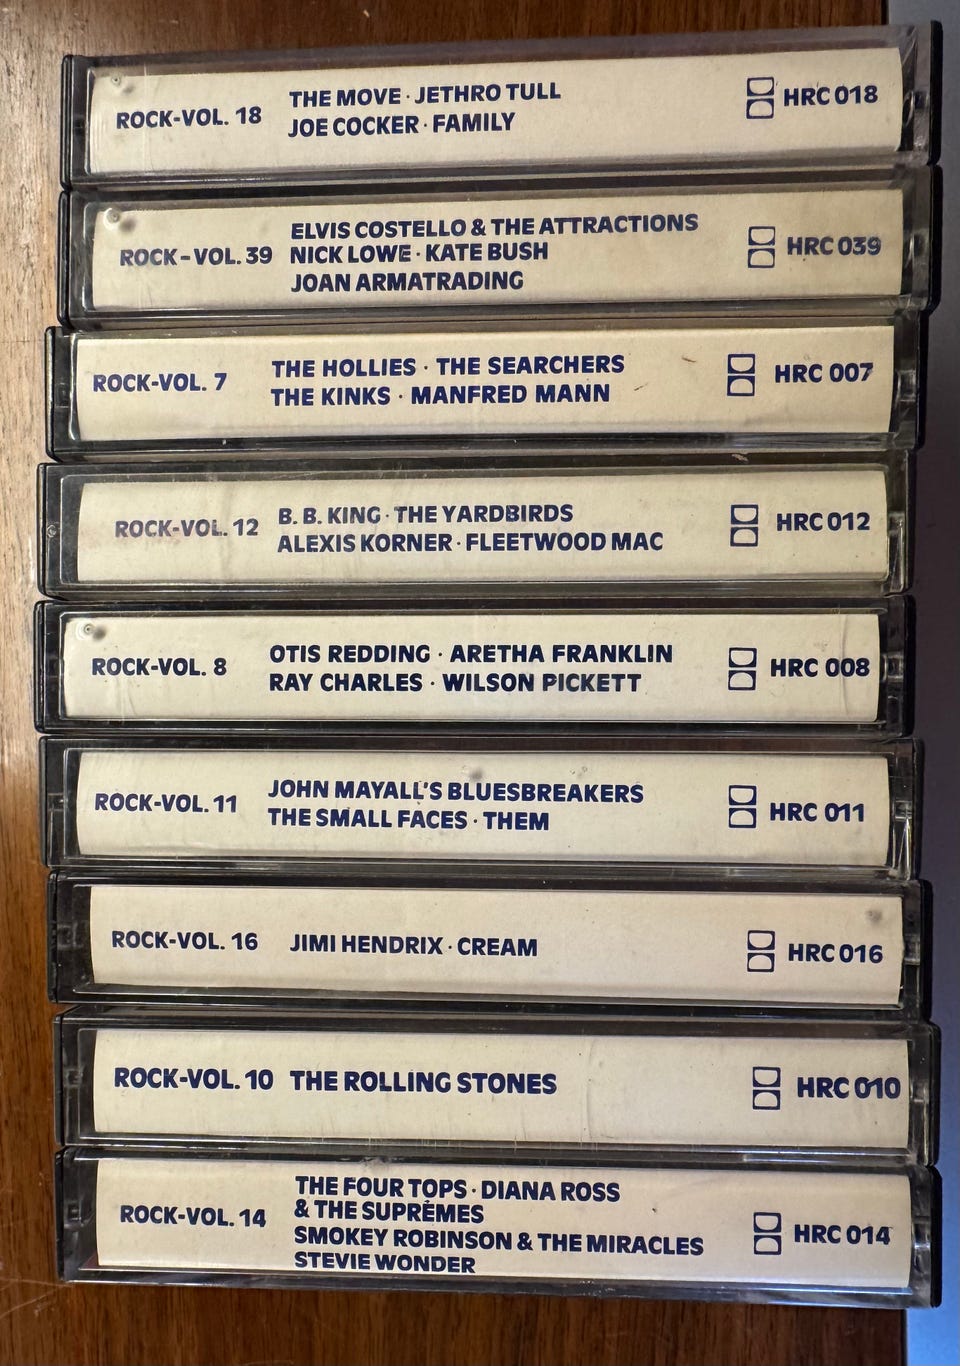 ROCK-VOL. 18
THE MOVE · JETHRO TULL
JOE COCKER · FAMILY
HRC 018
ROCK-VOL. 39
ELVIS COSTELLO & THE ATTRACTIONS
NICK LOWE · KATE BUSH
JOAN ARMATRADING
HRC 039
ROCK-VOL. 7
THE HOLLIES · THE SEARCHERS
THE KINKS · MANFRED MANN
HRC 007
ROCK-VOL. 12
B. B. KING · THE YARDBIRDS
ALEXIS KORNER · FLEETWOOD MAC
HRC 012
ROCK-VOL. 8
OTIS REDDING · ARETHA FRANKLIN
RAY CHARLES · WILSON PICKETT
HRC 008
ROCK-VOL. 11
JOHN MAYALL'S BLUESBREAKERS
THE SMALL FACES · THEM
HRC 011
ROCK-VOL. 16
JIMI HENDRIX · CREAM
HRC 016
ROCK-VOL. 10
THE ROLLING STONES
HRC 010
ROCK-VOL. 14
THE FOUR TOPS · DIANA ROSS
& THE SUPREMES
SMOKEY ROBINSON & THE MIRACLES
STEVIE WONDER
HRC 014